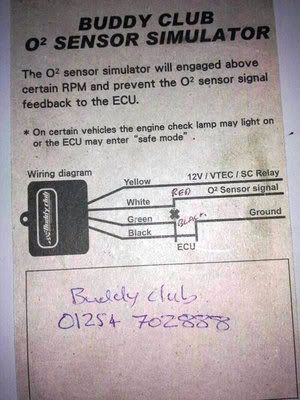 BUDDY CLUB
O² SENSOR SIMULATOR
The O² sensor simulator will engaged above
certain RPM and prevent the O² sensor signal
feedback to the ECU.
* On certain vehicles the engine check lamp may light on
or the ECU may enter "safe mode".
Wiring diagram
Yellow
12V / VTEC / SC Relay
RED
O² Sensor signal
White
Green
BLACK
Ground
Black
ECU
Buddy Club
Buddy Club
01254 702888